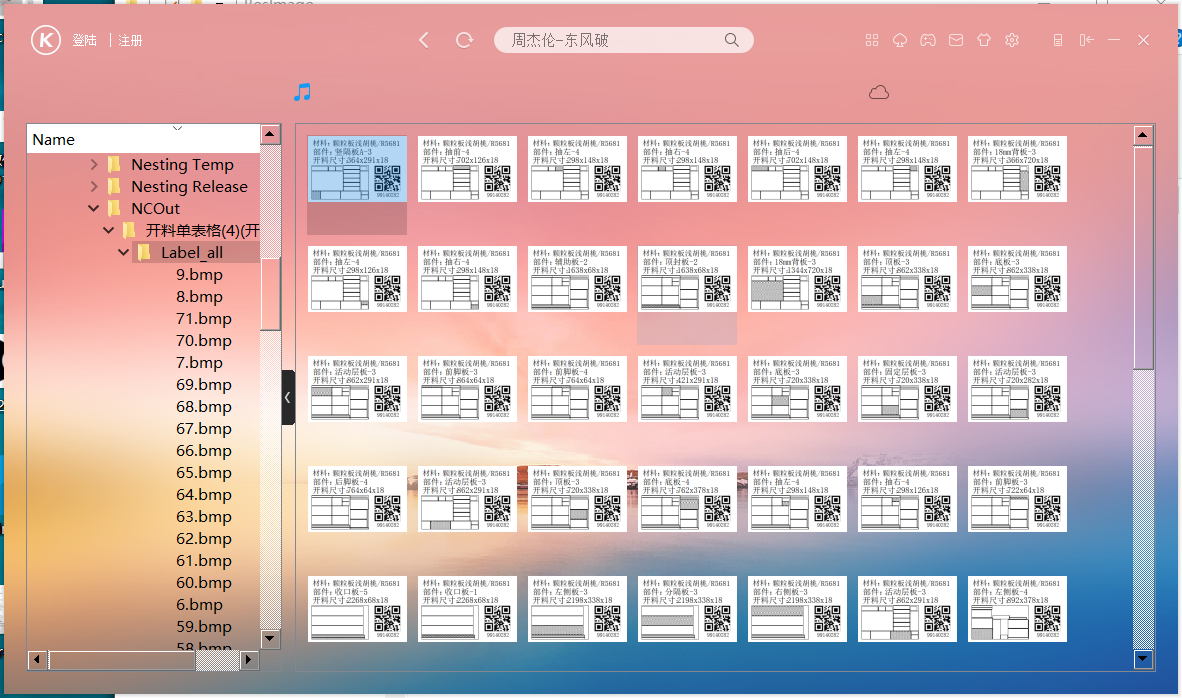 K
登陆
注册
周杰伦-东风破
Name
Nesting Temp
Nesting Release
NCOut
开料单表格(4)(开
Label_all
9.bmp
8.bmp
71.bmp
70.bmp
7.bmp
69.bmp
68.bmp
67.bmp
66.bmp
65.bmp
64.bmp
63.bmp
62.bmp
61.bmp
60.bmp
6.bmp
59.bmp
58.bmp
材料：颗粒板浅胡桃/R5681
部件：竖隔板A-3
开料尺寸:364x291x18
99140282
材料：颗粒板浅胡桃/R5681
部件：抽前-4
开料尺寸:702x126x18
99140282
材料：颗粒板浅胡桃/R5681
部件：抽左-4
开料尺寸:298x148x18
99140282
材料：颗粒板浅胡桃/R5681
部件：抽右-4
开料尺寸:298x148x18
99140282
材料：颗粒板浅胡桃/R5681
部件：抽后-4
开料尺寸:702x148x18
99140282
材料：颗粒板浅胡桃/R5681
部件：抽左-4
开料尺寸:298x148x18
99140282
材料：颗粒板浅胡桃/R5681
部件：18mm背板-3
开料尺寸:366x720x18
99140282
材料：颗粒板浅胡桃/R5681
部件：抽左-4
开料尺寸:298x126x18
99140282
材料：颗粒板浅胡桃/R5681
部件：抽右-4
开料尺寸:298x148x18
99140282
材料：颗粒板浅胡桃/R5681
部件：辅助板-2
开料尺寸:1638x68x18
99140282
材料：颗粒板浅胡桃/R5681
部件：顶封板-2
开料尺寸:1638x68x18
99140282
材料：颗粒板浅胡桃/R5681
部件：18mm背板-3
开料尺寸:1344x720x18
99140282
材料：颗粒板浅胡桃/R5681
部件：顶板-3
开料尺寸:862x338x18
99140282
材料：颗粒板浅胡桃/R5681
部件：底板-3
开料尺寸:862x338x18
99140282
材料：颗粒板浅胡桃/R5681
部件：活动层板-3
开料尺寸:862x291x18
99140282
材料：颗粒板浅胡桃/R5681
部件：前脚板-3
开料尺寸:864x64x18
99140282
材料：颗粒板浅胡桃/R5681
部件：前脚板-4
开料尺寸:764x64x18
99140282
材料：颗粒板浅胡桃/R5681
部件：活动层板-3
开料尺寸:421x291x18
99140282
材料：颗粒板浅胡桃/R5681
部件：底板-3
开料尺寸:720x338x18
99140282
材料：颗粒板浅胡桃/R5681
部件：固定层板-3
开料尺寸:720x338x18
99140282
材料：颗粒板浅胡桃/R5681
部件：活动层板-3
开料尺寸:720x282x18
99140282
材料：颗粒板浅胡桃/R5681
部件：后脚板-4
开料尺寸:764x64x18
99140282
材料：颗粒板浅胡桃/R5681
部件：活动层板-3
开料尺寸:862x291x18
99140282
材料：颗粒板浅胡桃/R5681
部件：顶板-3
开料尺寸:720x338x18
99140282
材料：颗粒板浅胡桃/R5681
部件：底板-4
开料尺寸:762x378x18
99140282
材料：颗粒板浅胡桃/R5681
部件：抽左-4
开料尺寸:298x148x18
99140282
材料：颗粒板浅胡桃/R5681
部件：抽右-4
开料尺寸:298x126x18
99140282
材料：颗粒板浅胡桃/R5681
部件：前脚板-3
开料尺寸:722x64x18
99140282
材料：颗粒板浅胡桃/R5681
部件：收口板-5
开料尺寸:2268x68x18
99140282
材料：颗粒板浅胡桃/R5681
部件：收口板-1
开料尺寸:2268x68x18
99140282
材料：颗粒板浅胡桃/R5681
部件：左侧板-3
开料尺寸:2198x338x18
99140282
材料：颗粒板浅胡桃/R5681
部件：分隔板-3
开料尺寸:2198x338x18
99140282
材料：颗粒板浅胡桃/R5681
部件：右侧板-3
开料尺寸:2198x338x18
99140282
材料：颗粒板浅胡桃/R5681
部件：活动层板-3
开料尺寸:862x291x18
99140282
材料：颗粒板浅胡桃/R5681
部件：左侧板-4
开料尺寸:892x378x18
99140282